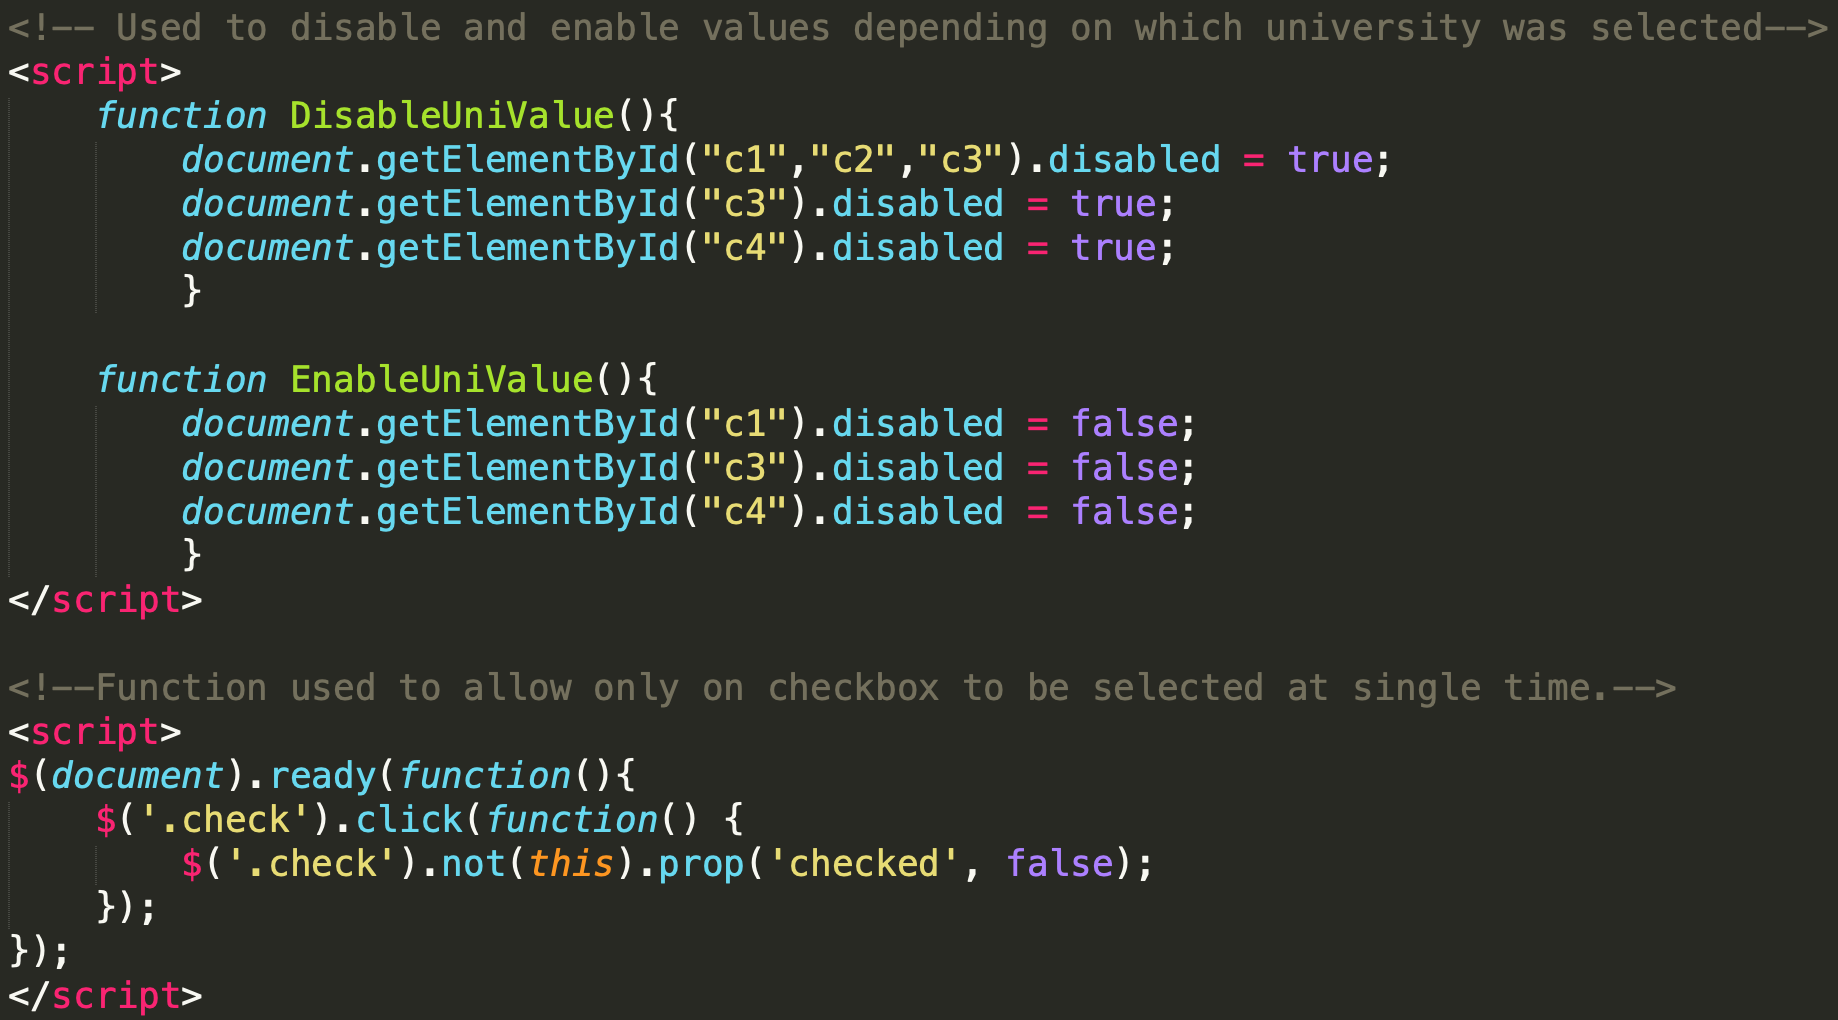 <!-- Used to disable and enable values depending on which university was selected-->
<script>
    function DisableUniValue(){
        document.getElementById("c1","c2","c3").disabled = true;
        document.getElementById("c3").disabled = true;
        document.getElementById("c4").disabled = true;
        }

    function EnableUniValue(){
        document.getElementById("c1").disabled = false;
        document.getElementById("c3").disabled = false;
        document.getElementById("c4").disabled = false;
        }
</script>

<!--Function used to allow only on checkbox to be selected at single time.-->
<script>
$(document).ready(function(){
    $('.check').click(function() {
        $('.check').not(this).prop('checked', false);
    });
});
</script>